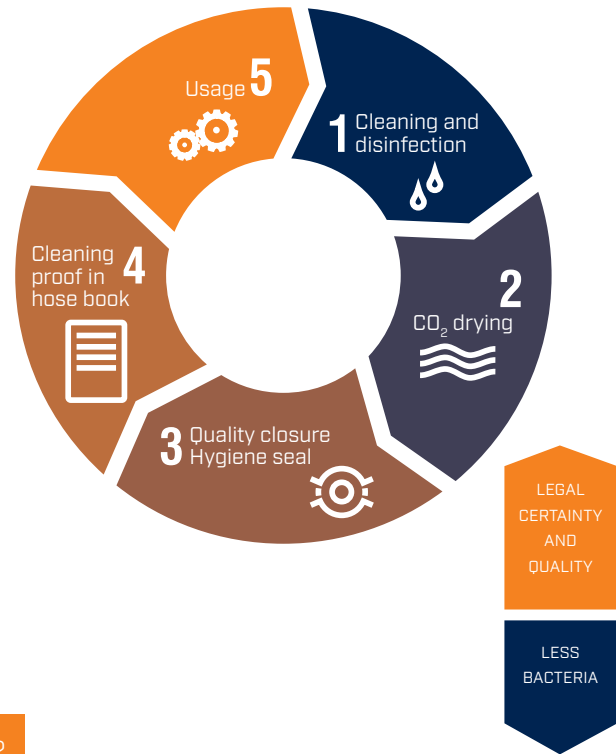 Usage 5
1 Cleaning and
disinfection
2
CO₂ drying
3 Quality closure
Hygiene seal
Cleaning
proof in 4
hose book
LEGAL
CERTAINTY
AND
QUALITY
LESS
BACTERIA